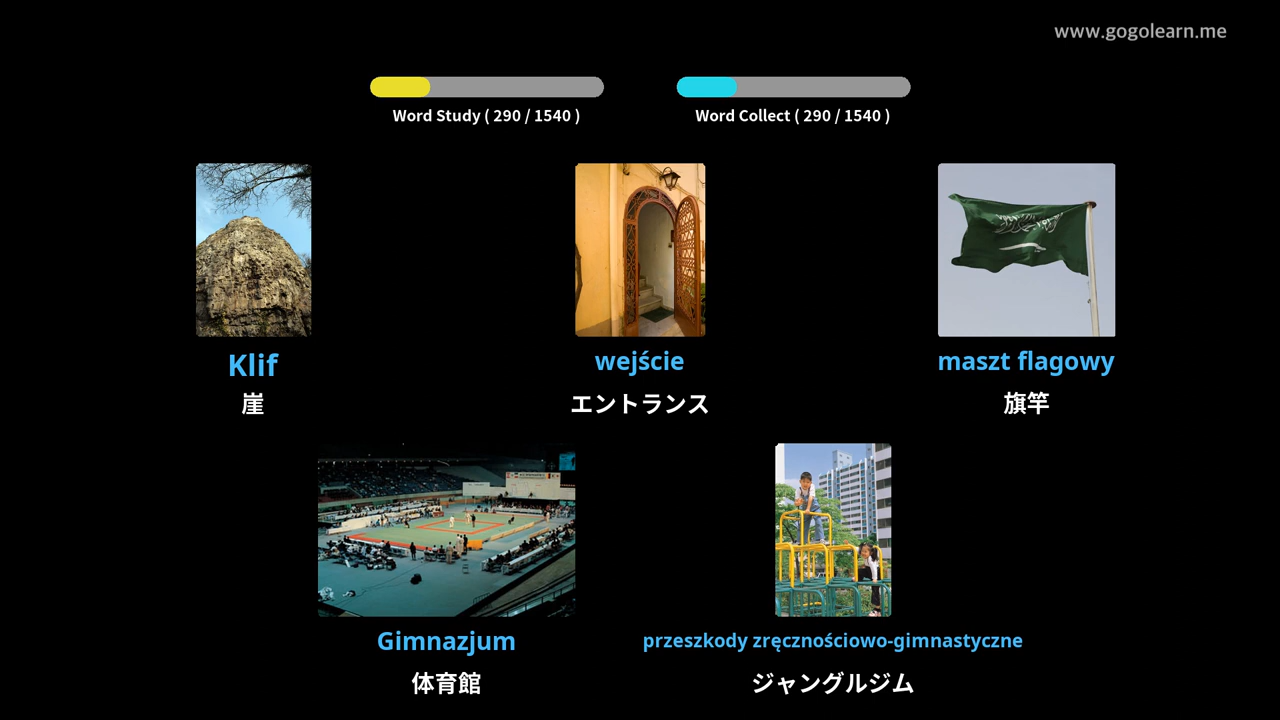 www.gogolearn.me
Word Study ( 290 / 1540 )
Word Collect ( 290 / 1540 )
Klif
崖
wejście
エントランス
maszt flagowy
旗竿
Gimnazjum
体育館
przeszkody zręcznościowo-gimnastyczne
ジャングルジム